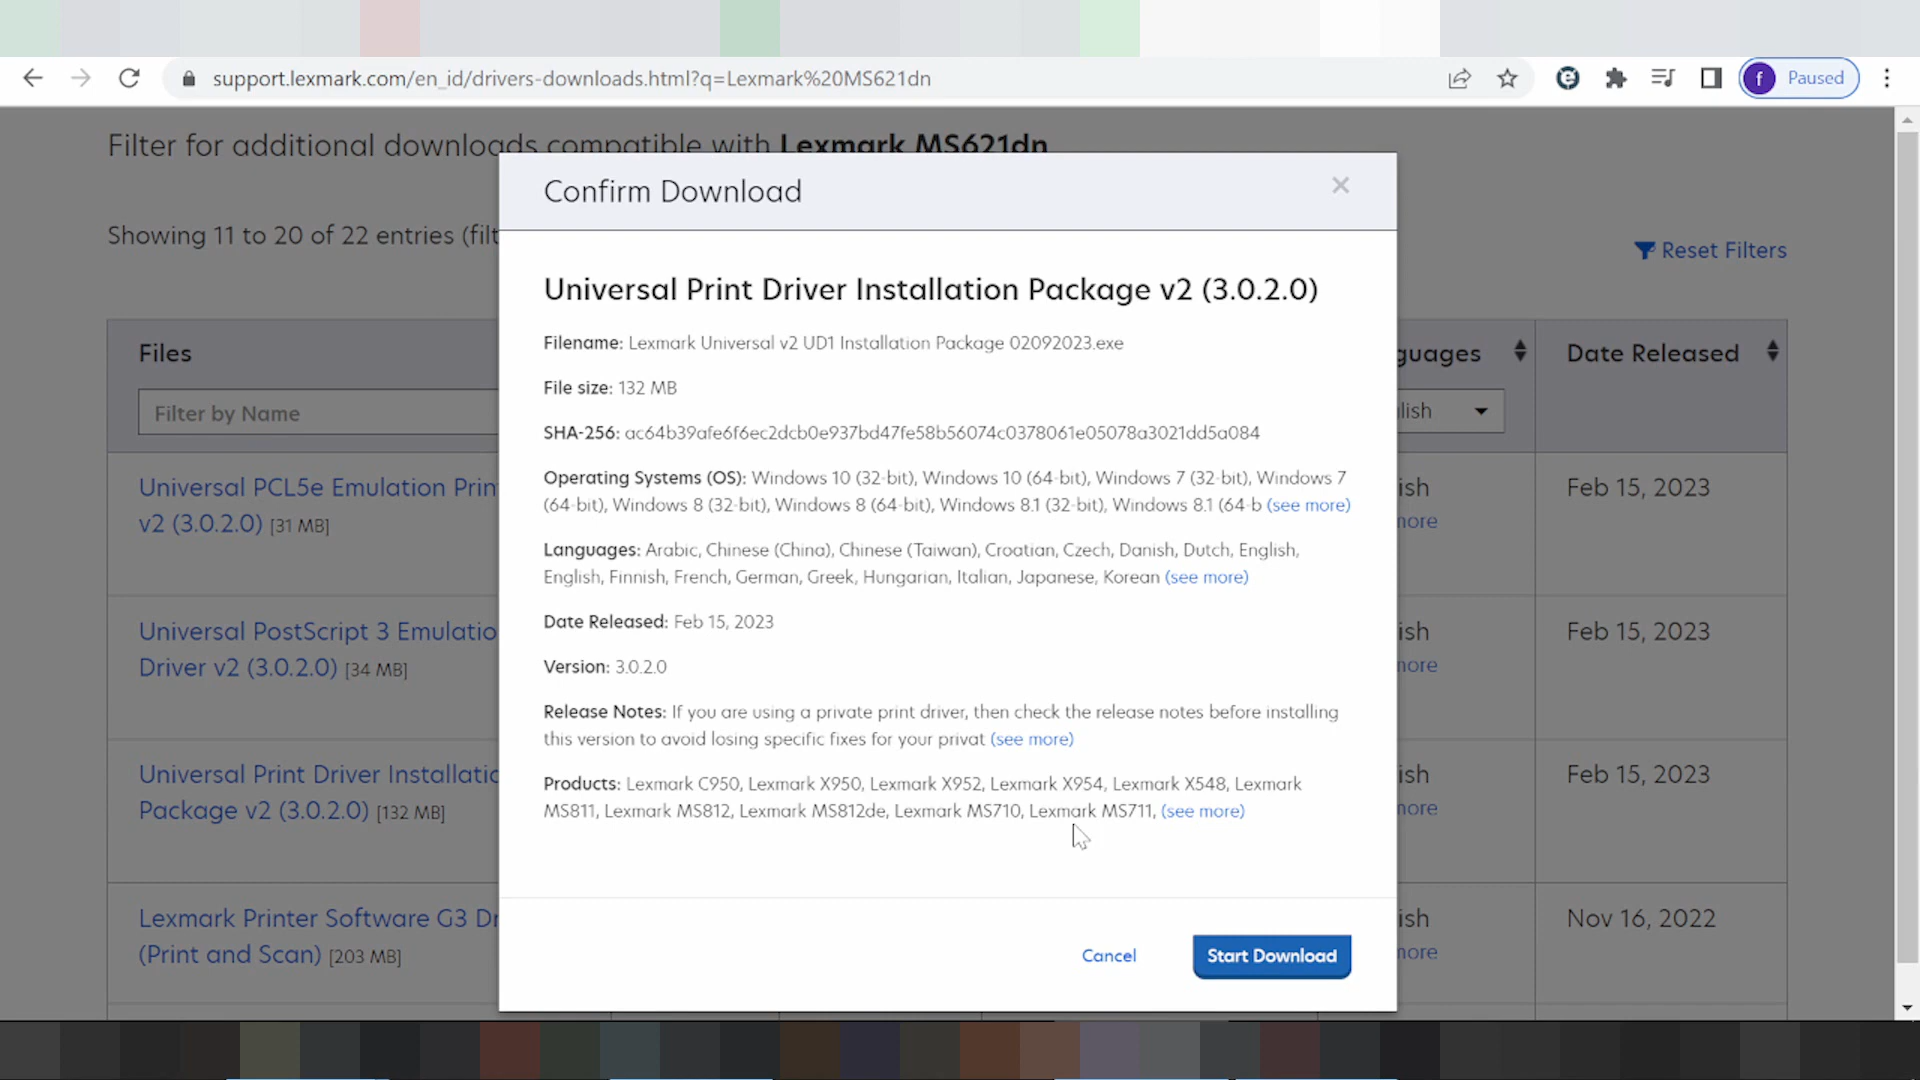 support.lexmark.com/en_id/drivers-downloads.html?q=Lexmark%20MS621dn
f Paused
Filter for additional downloads compatible with Lexmark MS621dn
Confirm Download
×
Showing 11 to 20 of 22 entries (filt
Reset Filters
Universal Print Driver Installation Package v2 (3.0.2.0)
Filename: Lexmark Universal v2 UD1 Installation Package 02092023.exe
Files
guages
Date Released
File size: 132 MB
Filter by Name
lish
SHA-256: ac64b39afe6f6ec2dcb0e937bd47fe58b56074c0378061e05078a3021dd5a084
Operating Systems (OS): Windows 10 (32-bit), Windows 10 (64-bit), Windows 7 (32-bit), Windows 7
(64-bit), Windows 8 (32-bit), Windows 8 (64-bit), Windows 8.1 (32-bit), Windows 8.1 (64-b (see more)
Universal PCL5e Emulation Prin
v2 (3.0.2.0) [31 MB]
ish
more
Feb 15, 2023
Languages: Arabic, Chinese (China), Chinese (Taiwan), Croatian, Czech, Danish, Dutch, English,
English, Finnish, French, German, Greek, Hungarian, Italian, Japanese, Korean (see more)
Date Released: Feb 15, 2023
Universal PostScript 3 Emulatio
Driver v2 (3.0.2.0) [34 MB]
ish
more
Feb 15, 2023
Version: 3.0.2.0
Release Notes: If you are using a private print driver, then check the release notes before installing
this version to avoid losing specific fixes for your privat (see more)
Universal Print Driver Installatio
Package v2 (3.0.2.0) [132 MB]
ish
more
Feb 15, 2023
Products: Lexmark C950, Lexmark X950, Lexmark X952, Lexmark X954, Lexmark X548, Lexmark
MS811, Lexmark MS812, Lexmark MS812de, Lexmark MS710, Lexmark MS711, (see more)
Lexmark Printer Software G3 Dr
(Print and Scan) [203 MB]
ish
more
Nov 16, 2022
Cancel
Start Download